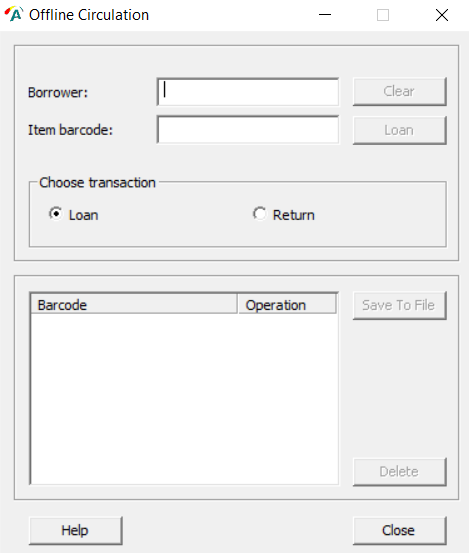 Offline Circulation
Borrower:
Clear
Item barcode:
Loan
Choose transaction
Loan
Return
Barcode
Operation
Save To File
Delete
Help
Close